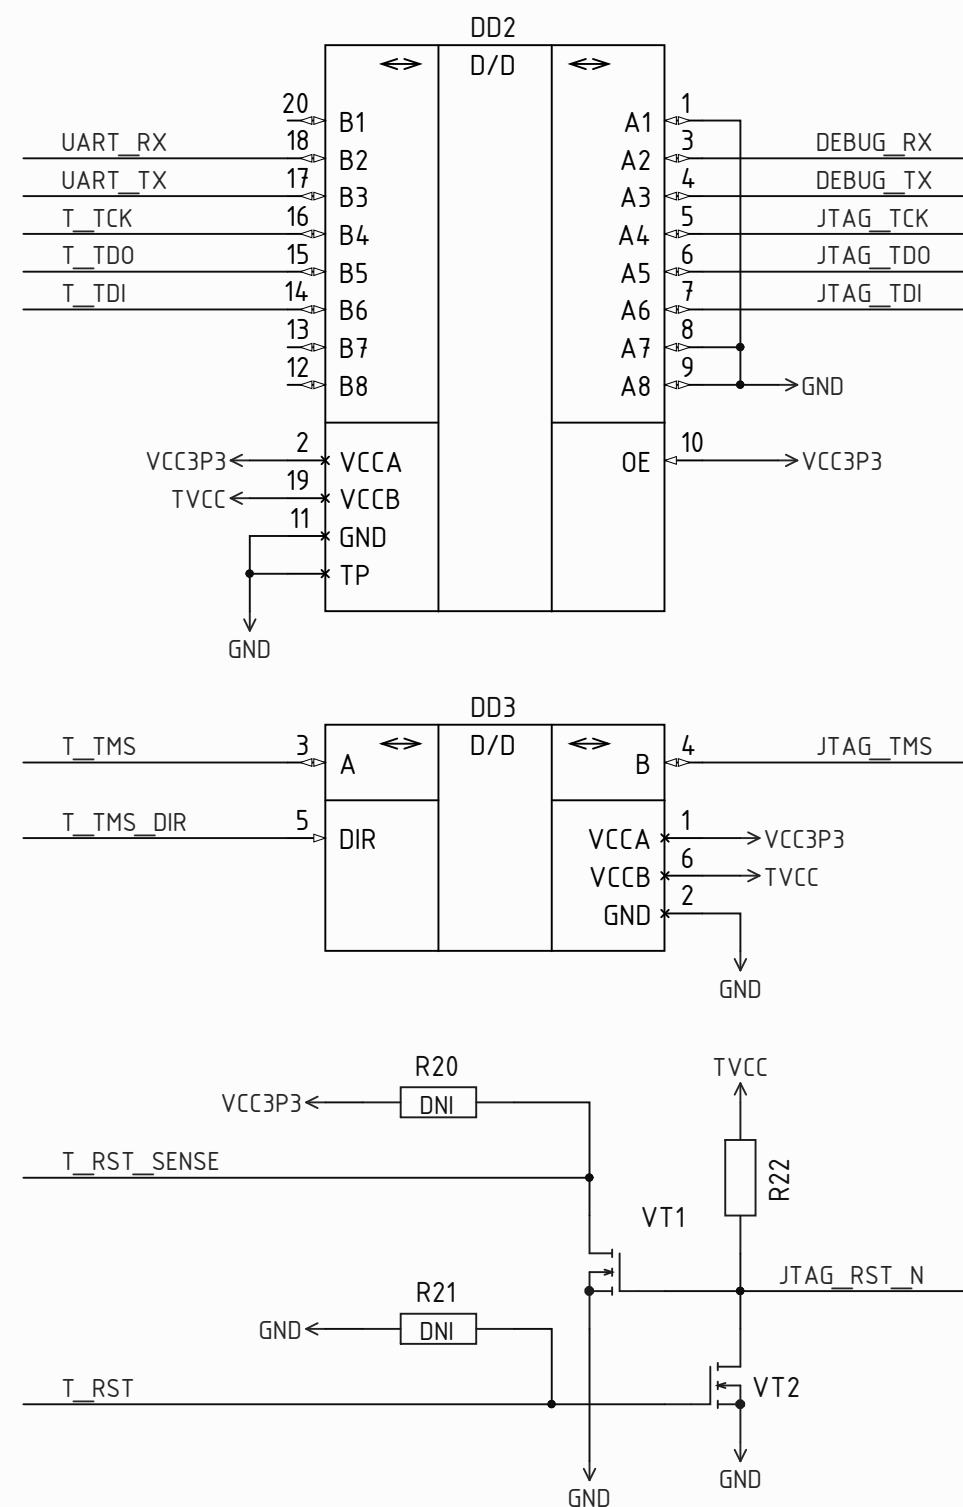 DD2
D/D
20 B1 A1 1
UART_RX 18 B2 A2 3 DEBUG_RX
UART_TX 17 B3 A3 4 DEBUG_TX
T_TCK 16 B4 A4 5 JTAG_TCK
T_TDO 15 B5 A5 6 JTAG_TDO
T_TDI 14 B6 A6 7 JTAG_TDI
13 B7 A7 8
12 B8 A8 9 GND
VCC3P3 2 VCCA OE 10 VCC3P3
TVCC 19 VCCB
11 GND
TP
GND
DD3
D/D
T_TMS 3 A B 4 JTAG_TMS
T_TMS_DIR 5 DIR VCCA 1 VCC3P3
VCCB 6 TVCC
GND 2
GND
R20 TVCC
VCC3P3 DNI
T_RST_SENSE R22
VT1
R21 JTAG_RST_N
GND DNI
T_RST VT2
GND
GND